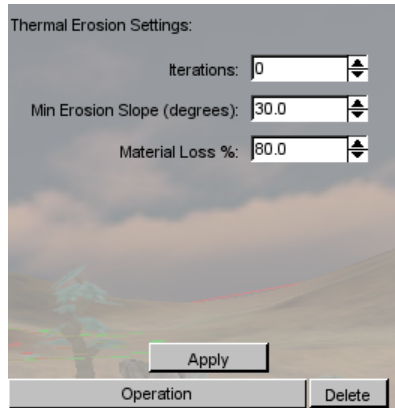 Thermal Erosion Settings:
Iterations: 0
Min Erosion Slope (degrees): 30.0
Material Loss %: 80.0
Apply
Operation Delete